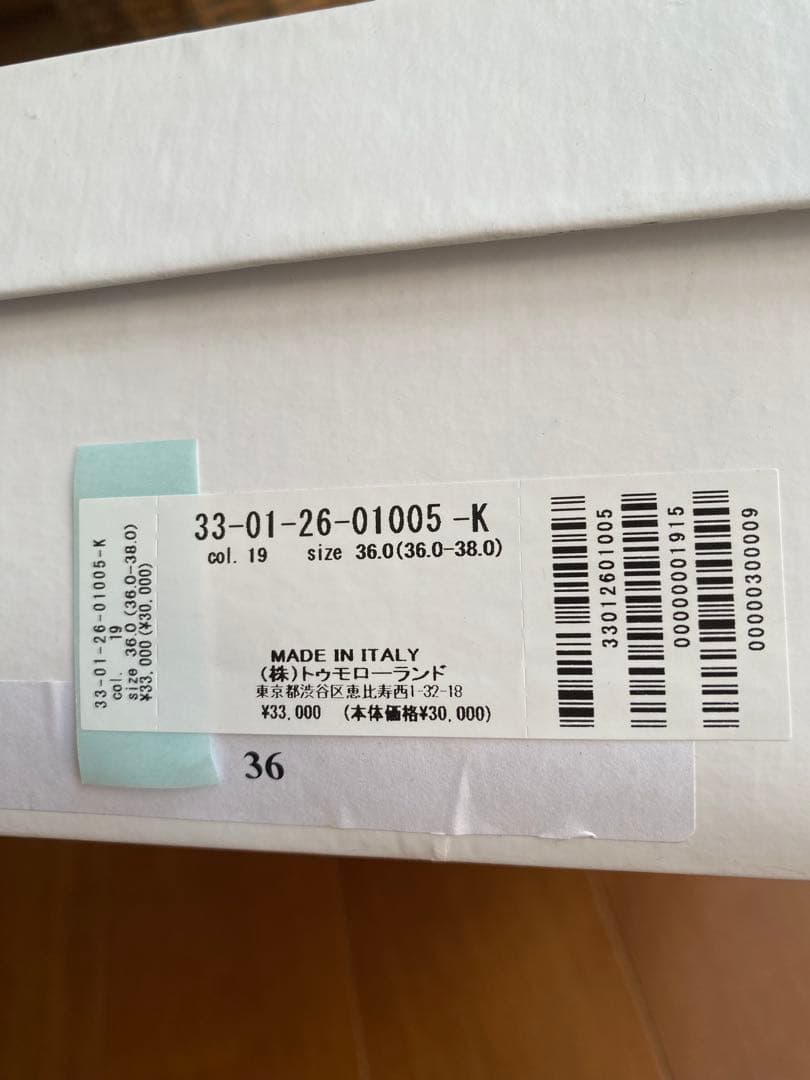 33-01-26-01005-K
col. 19
size 36.0(36.0-38.0)
¥33,000(¥30,000)
33-01-26-01005-K
col. 19 size 36.0(36.0-38.0)
MADE IN ITALY
(株)トゥモローランド
東京都渋谷区恵比寿西1-32-18
¥33,000 (本体価格¥30,000)
33012601005
000000001915
00000300009
36